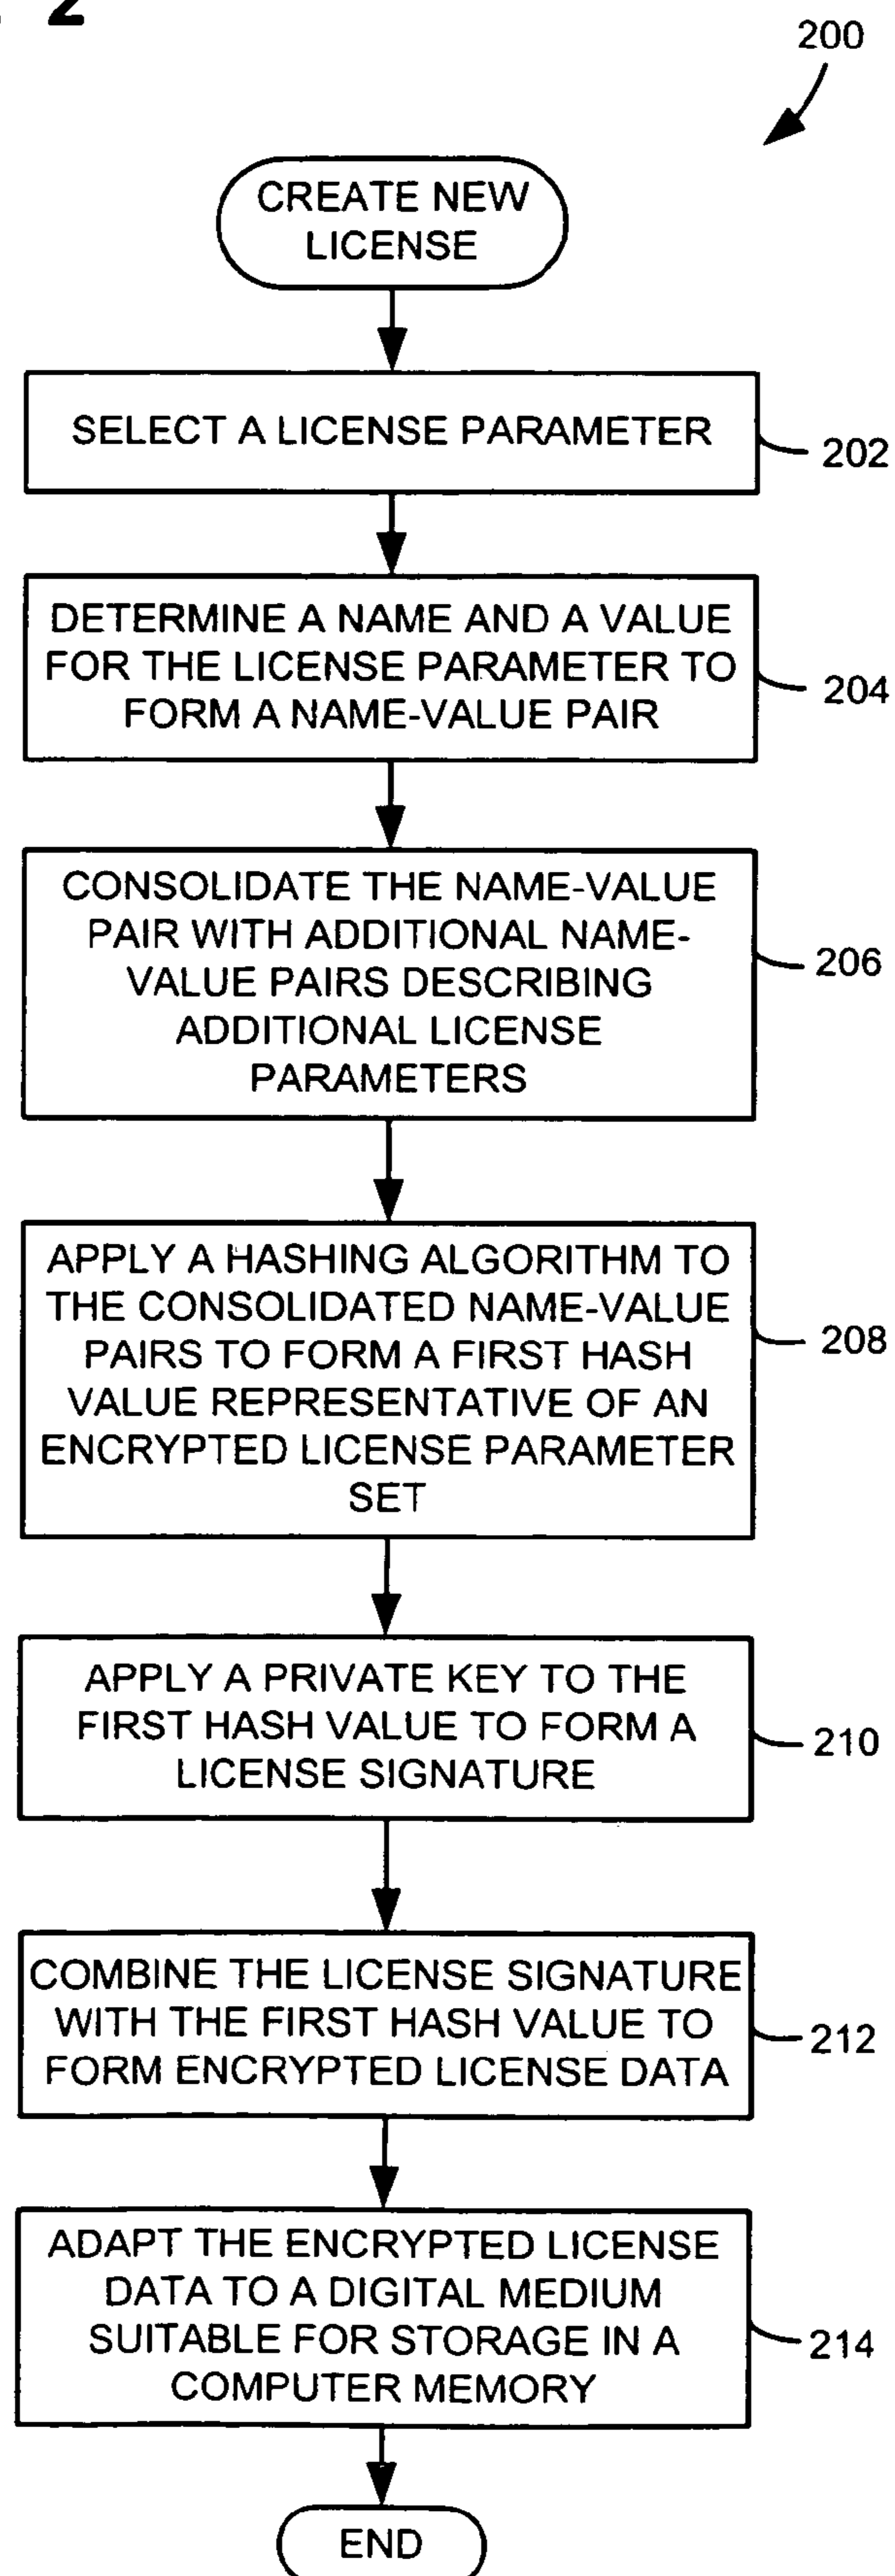 2
200
CREATE NEW
LICENSE
SELECT A LICENSE PARAMETER
202
DETERMINE A NAME AND A VALUE
FOR THE LICENSE PARAMETER TO
FORM A NAME-VALUE PAIR
204
CONSOLIDATE THE NAME-VALUE
PAIR WITH ADDITIONAL NAME-
VALUE PAIRS DESCRIBING
ADDITIONAL LICENSE
PARAMETERS
206
APPLY A HASHING ALGORITHM TO
THE CONSOLIDATED NAME-VALUE
PAIRS TO FORM A FIRST HASH
VALUE REPRESENTATIVE OF AN
ENCRYPTED LICENSE PARAMETER
SET
208
APPLY A PRIVATE KEY TO THE
FIRST HASH VALUE TO FORM A
LICENSE SIGNATURE
210
COMBINE THE LICENSE SIGNATURE
WITH THE FIRST HASH VALUE TO
FORM ENCRYPTED LICENSE DATA
212
ADAPT THE ENCRYPTED LICENSE
DATA TO A DIGITAL MEDIUM
SUITABLE FOR STORAGE IN A
COMPUTER MEMORY
214
END